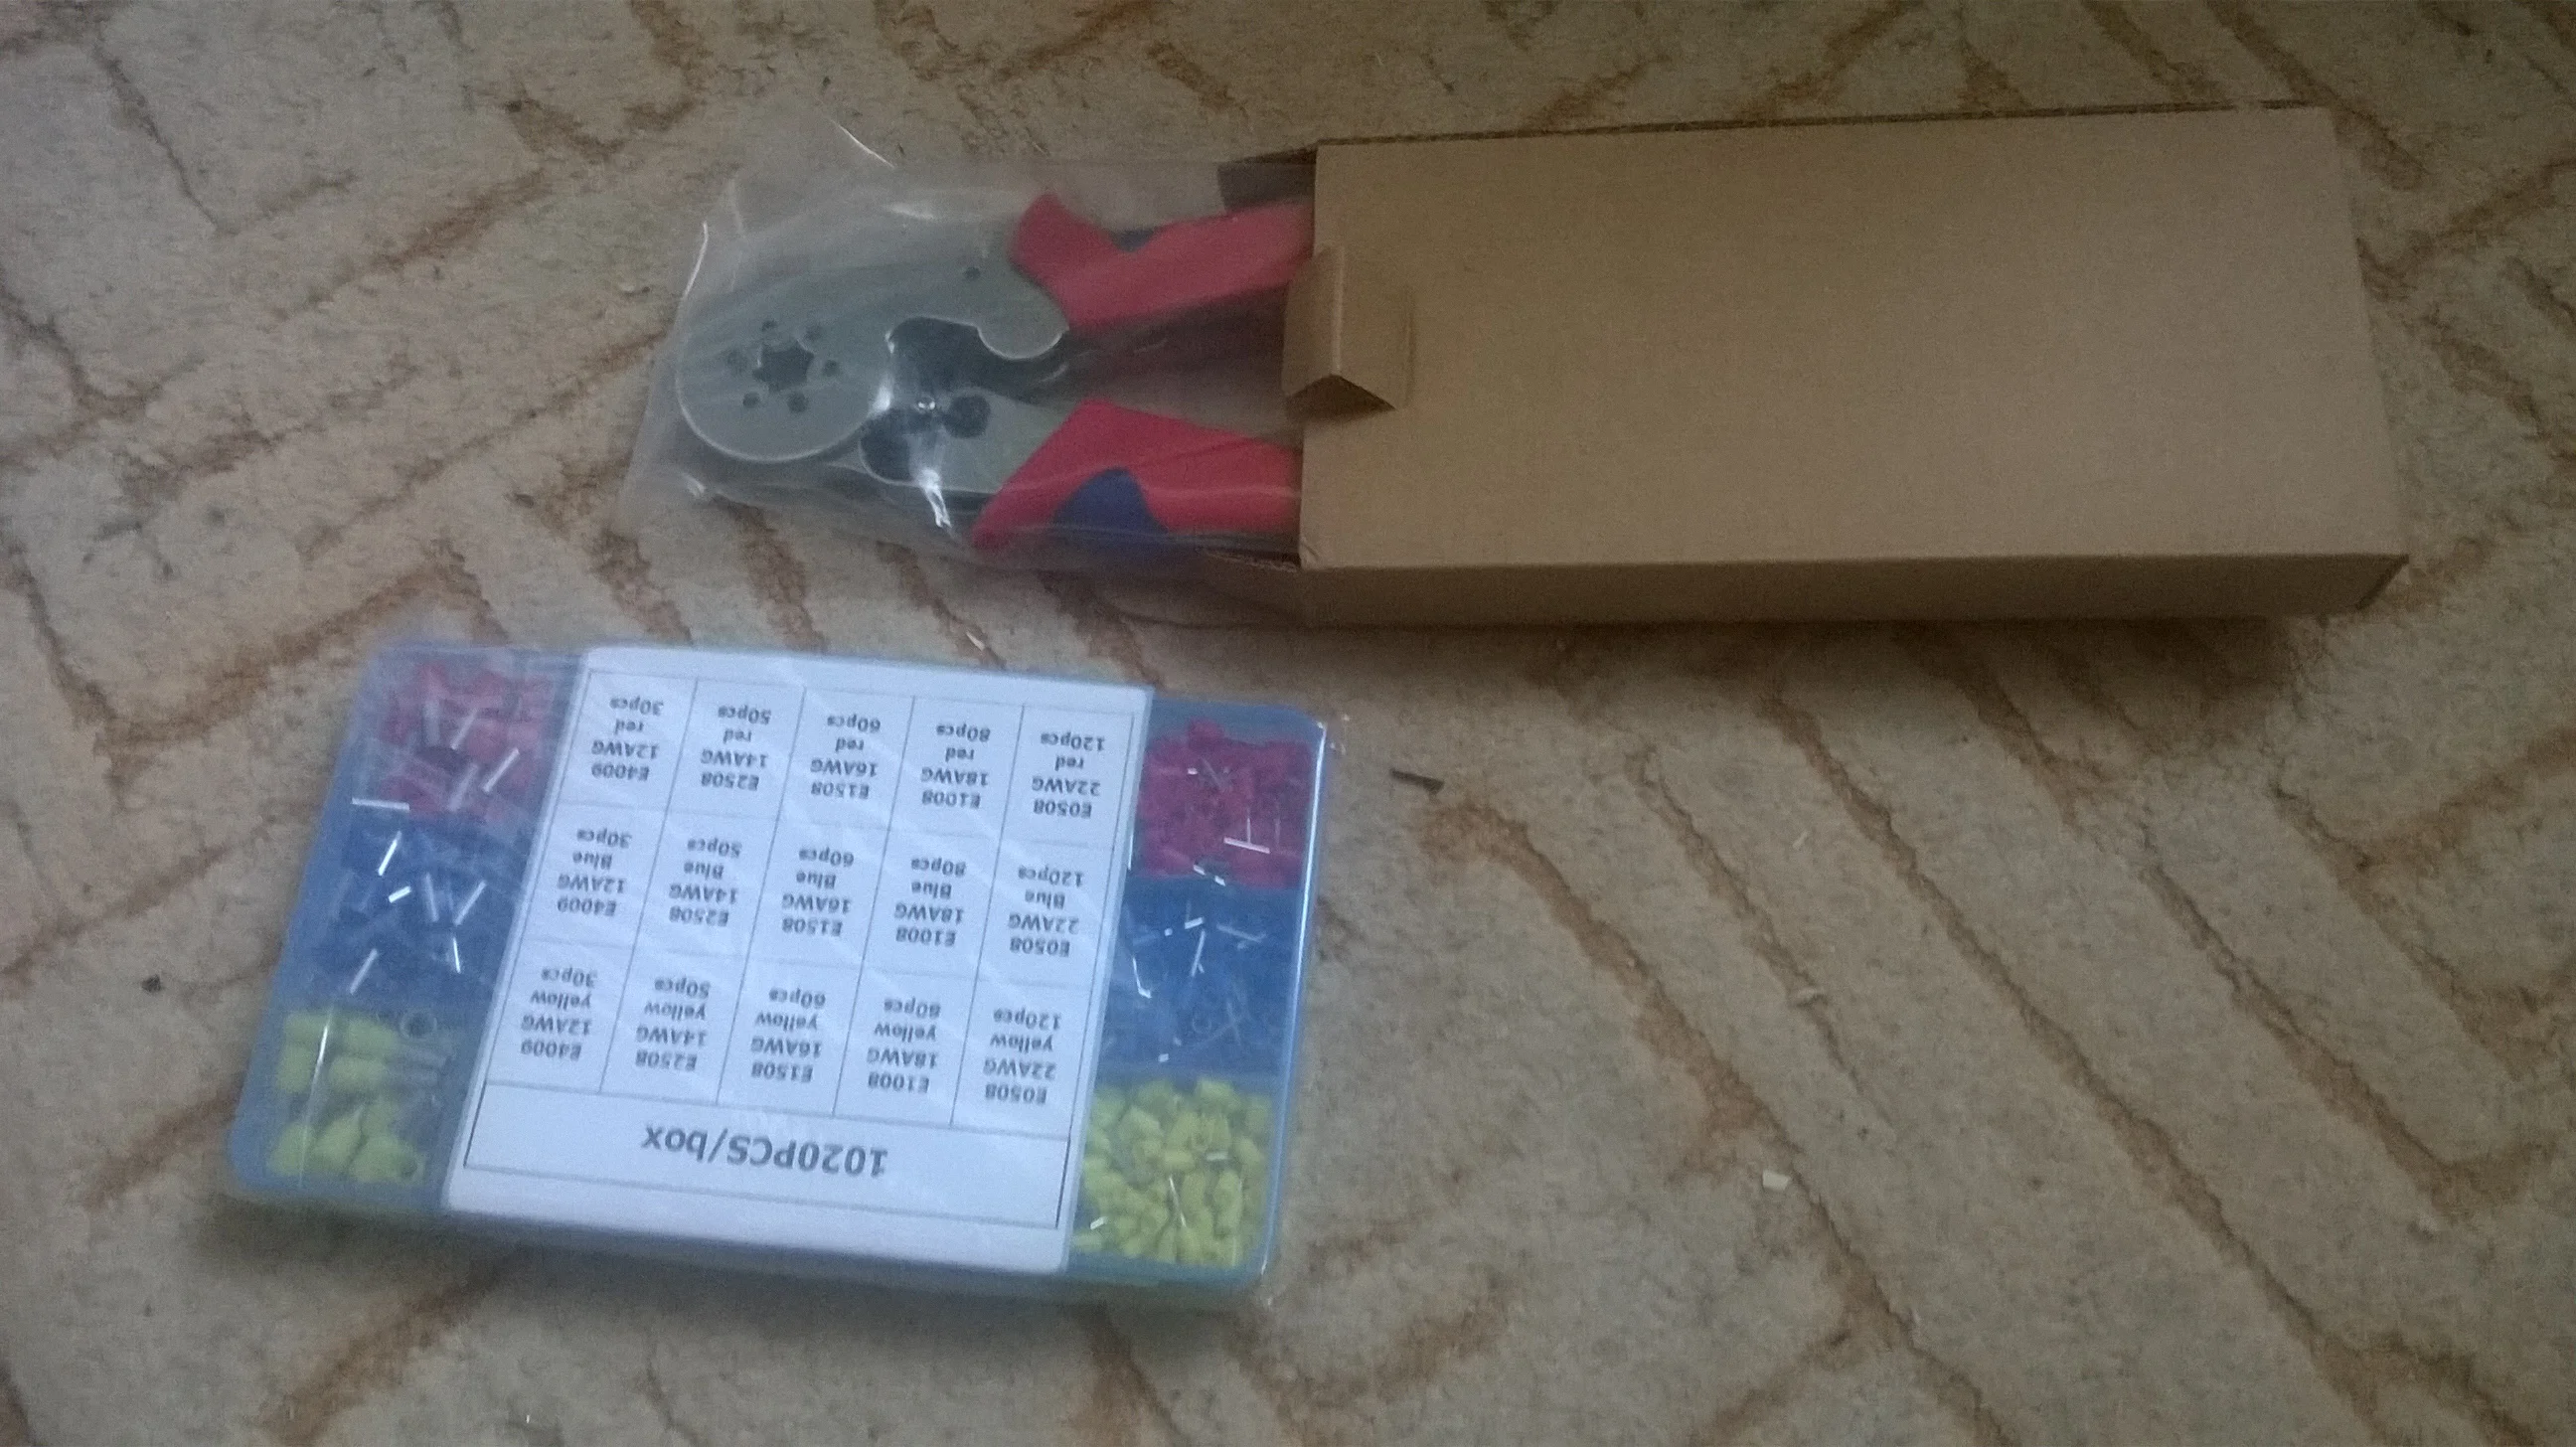 1020PCS/box
E0508
22AWG
yellow
120pcs
E1008
18AWG
yellow
80pcs
E1508
16AWG
yellow
60pcs
E2508
14AWG
yellow
50pcs
E4009
12AWG
yellow
30pcs
E0508
22AWG
Blue
120pcs
E1008
18AWG
Blue
80pcs
E1508
16AWG
Blue
60pcs
E2508
14AWG
Blue
50pcs
E4009
12AWG
Blue
30pcs
E0508
22AWG
red
120pcs
E1008
18AWG
red
80pcs
E1508
16AWG
red
60pcs
E2508
14AWG
red
50pcs
E4009
12AWG
red
30pcs